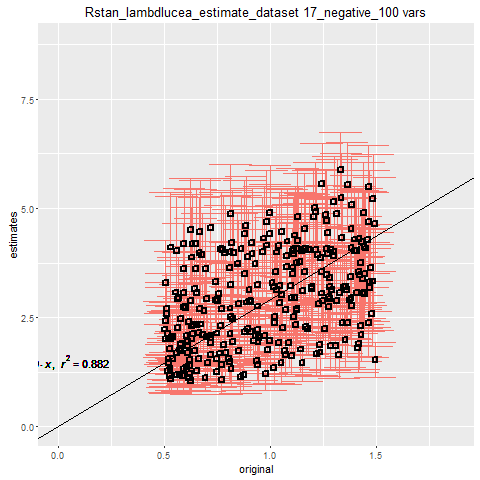 Rstan_lambdlucea_estimate_dataset 17_negative_100 vars
7.5
5.0
estimates
2.5
· x, r² = 0.882
0.0
0.0 0.5 1.0 1.5
original